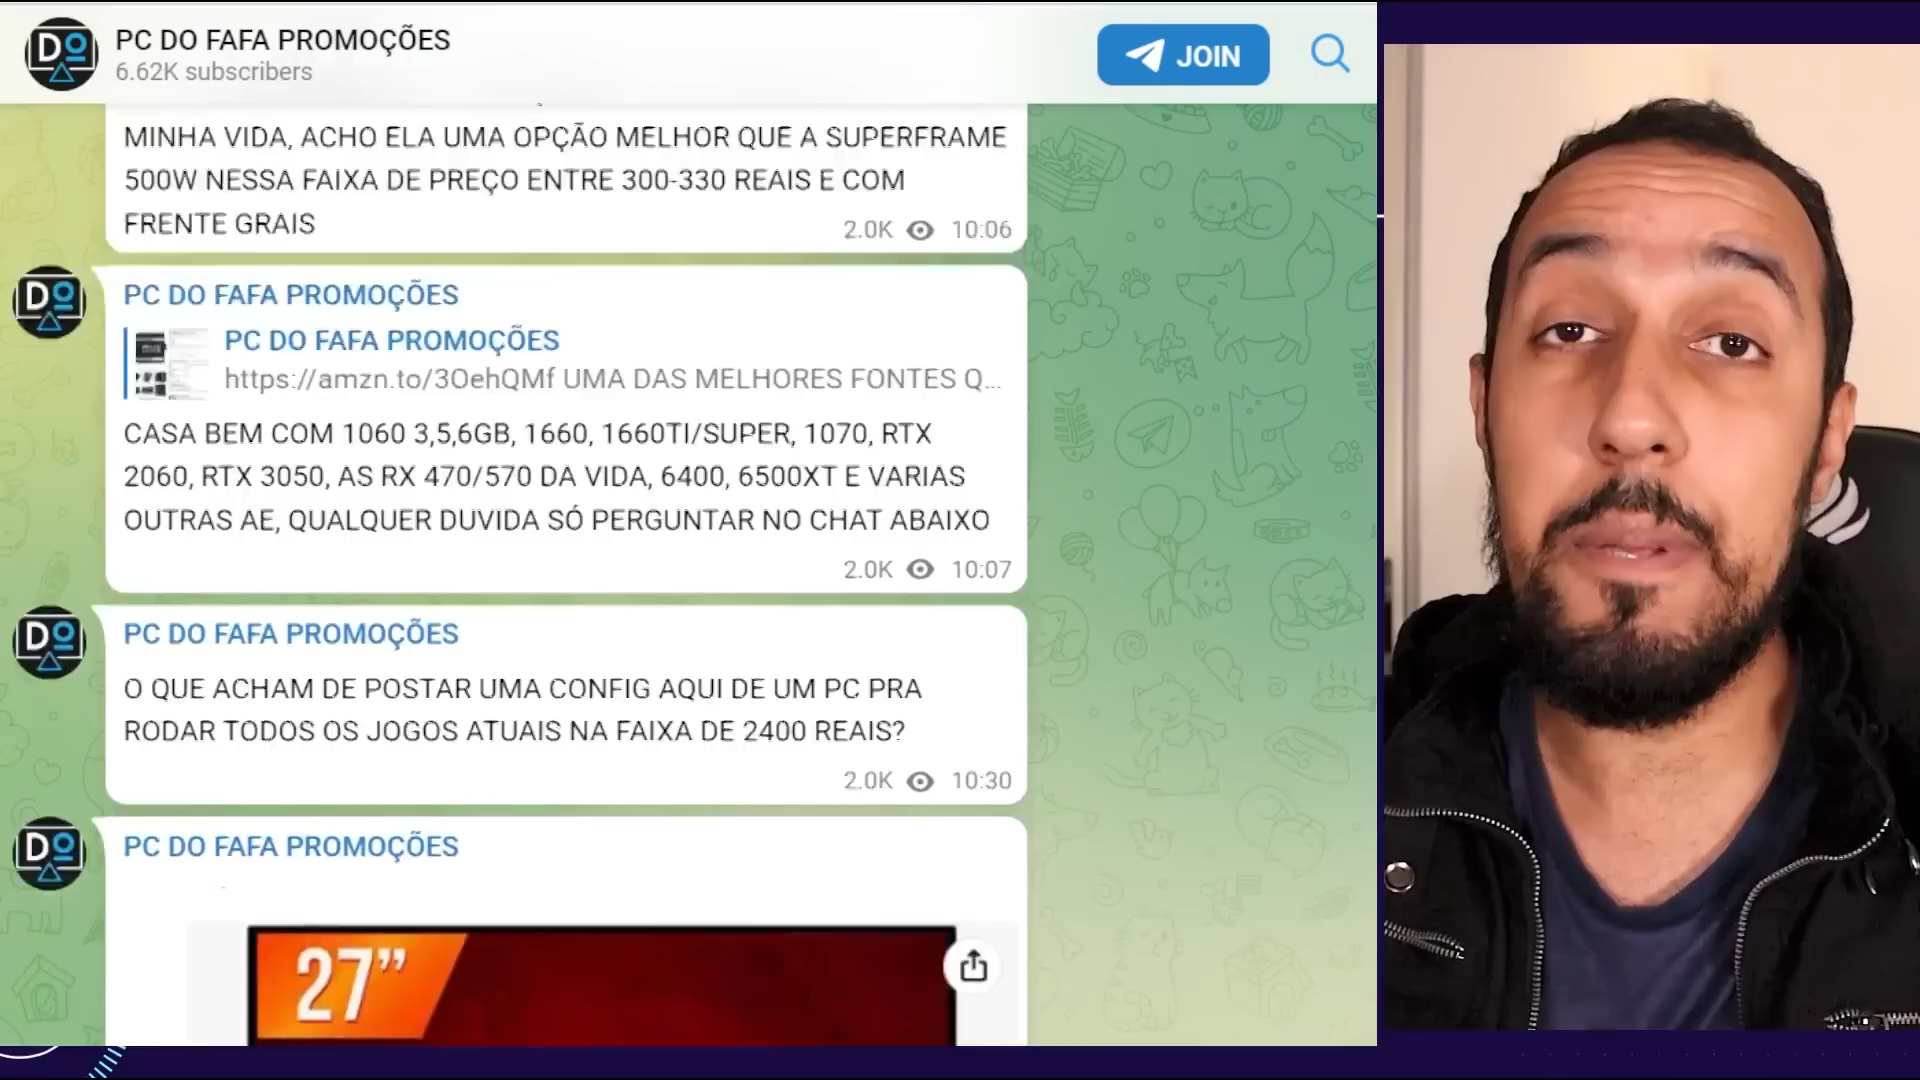 PC DO FAFA PROMOÇÕES
6.62K subscribers
JOIN
MINHA VIDA, ACHO ELA UMA OPÇÃO MELHOR QUE A SUPERFRAME
500W NESSA FAIXA DE PREÇO ENTRE 300-330 REAIS E COM
FRENTE GRAIS
2.0K 10:06
PC DO FAFA PROMOÇÕES
PC DO FAFA PROMOÇÕES
https://amzn.to/3OehQMf UMA DAS MELHORES FONTES Q...
CASA BEM COM 1060 3,5,6GB, 1660, 1660TI/SUPER, 1070, RTX
2060, RTX 3050, AS RX 470/570 DA VIDA, 6400, 6500XT E VARIAS
OUTRAS AE, QUALQUER DUVIDA SÓ PERGUNTAR NO CHAT ABAIXO
2.0K 10:07
PC DO FAFA PROMOÇÕES
O QUE ACHAM DE POSTAR UMA CONFIG AQUI DE UM PC PRA
RODAR TODOS OS JOGOS ATUAIS NA FAIXA DE 2400 REAIS?
2.0K 10:30
PC DO FAFA PROMOÇÕES
27”